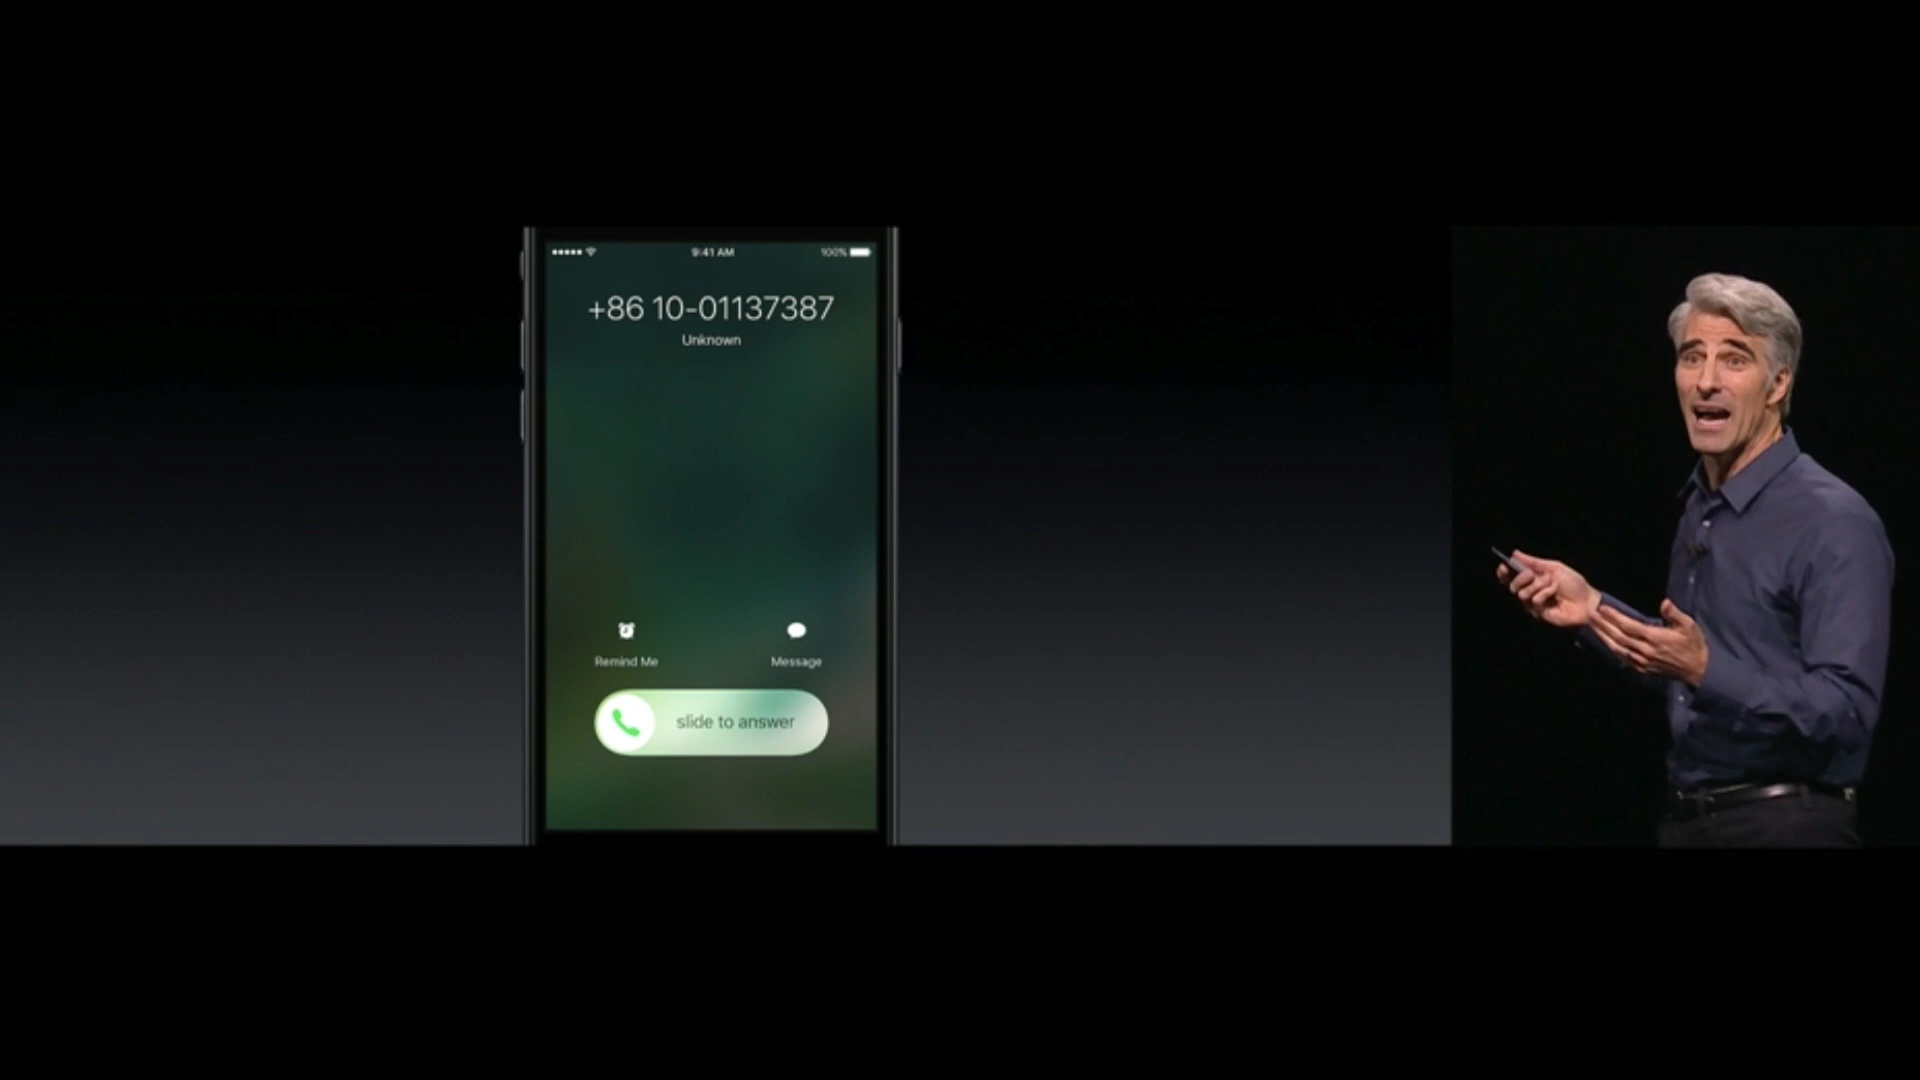 9:41 AM
100%
+86 10-01137387
Unknown
Remind Me
Message
slide to answer